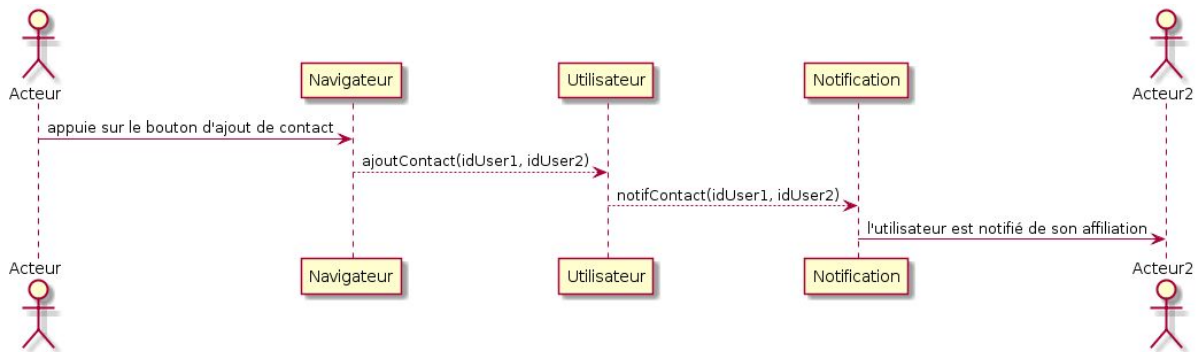 Acteur
Navigateur
Utilisateur
Notification
Acteur2
appuie sur le bouton d'ajout de contact
ajoutContact(idUser1, idUser2)
notifContact(idUser1, idUser2)
l'utilisateur est notifié de son affiliation
Acteur
Navigateur
Utilisateur
Notification
Acteur2